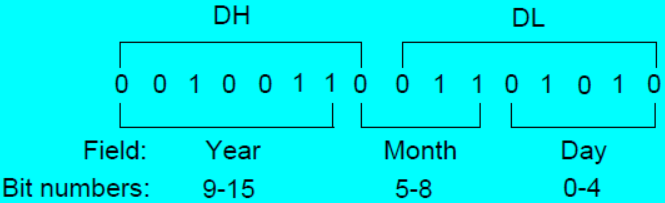 DH DL
0 0 1 0 0 1 1 0 0 1 1 0 1 0 1 0
Field: Year Month Day
Bit numbers: 9-15 5-8 0-4